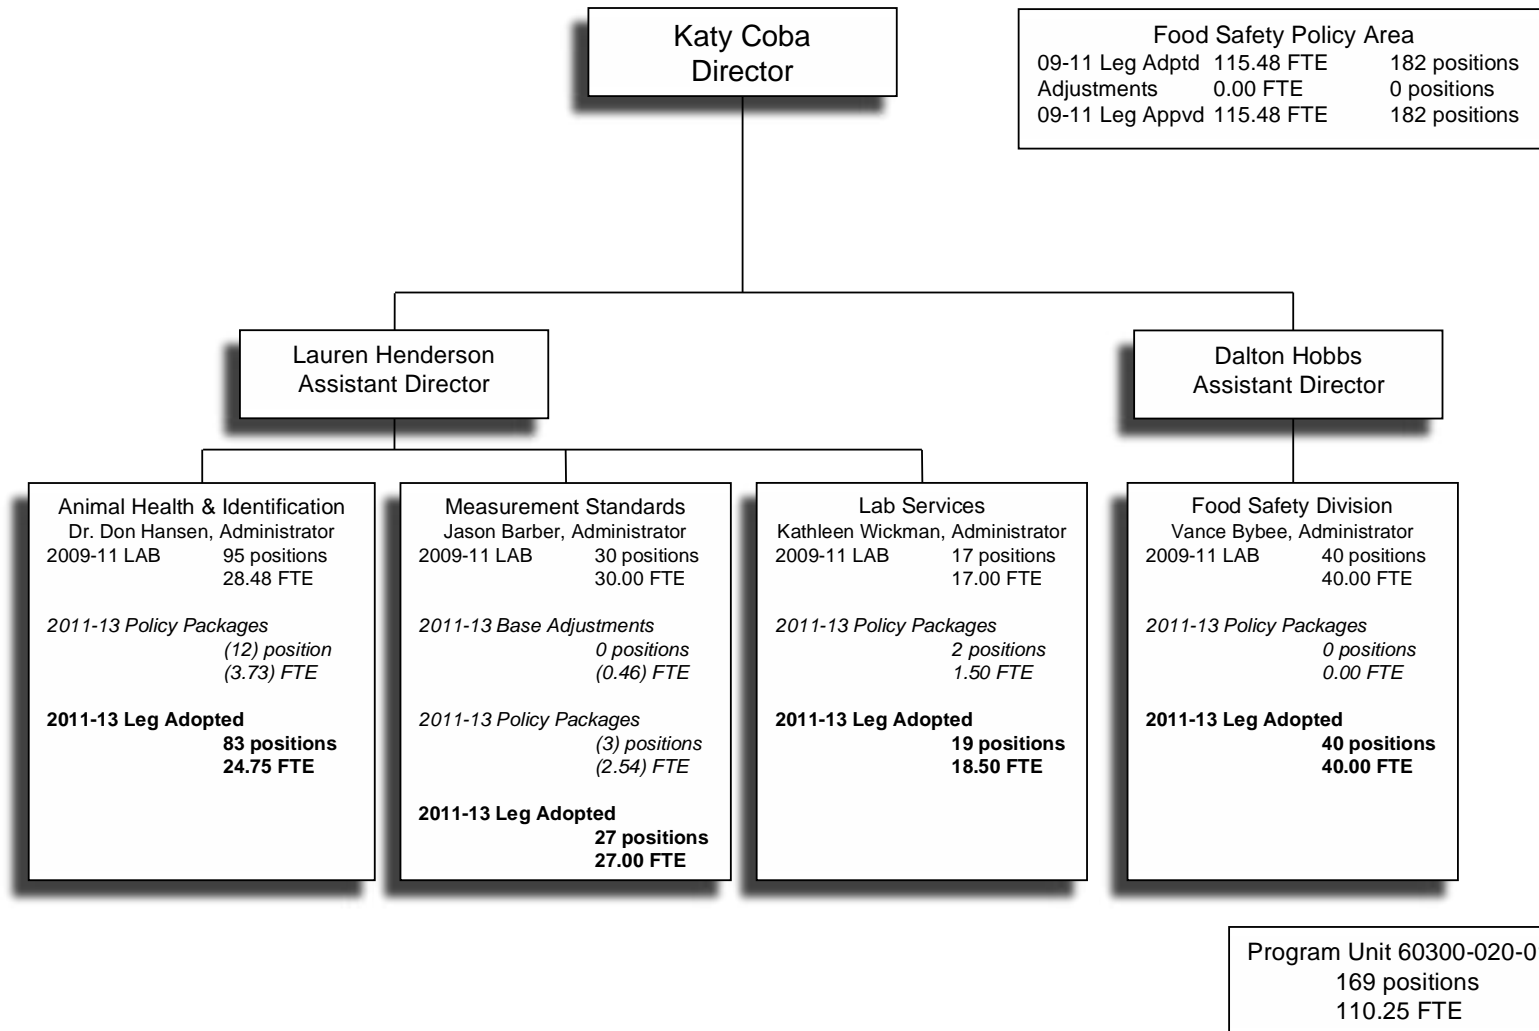 Katy Coba
Director
Food Safety Policy Area
09-11 Leg Adptd 115.48 FTE 182 positions
Adjustments 0.00 FTE 0 positions
09-11 Leg Appvd 115.48 FTE 182 positions
Lauren Henderson
Assistant Director
Dalton Hobbs
Assistant Director
Animal Health & Identification
Dr. Don Hansen, Administrator
2009-11 LAB 95 positions
28.48 FTE
2011-13 Policy Packages
(12) position
(3.73) FTE
2011-13 Leg Adopted
83 positions
24.75 FTE
Measurement Standards
Jason Barber, Administrator
2009-11 LAB 30 positions
30.00 FTE
2011-13 Base Adjustments
0 positions
(0.46) FTE
2011-13 Policy Packages
(3) positions
(2.54) FTE
2011-13 Leg Adopted
27 positions
27.00 FTE
Lab Services
Kathleen Wickman, Administrator
2009-11 LAB 17 positions
17.00 FTE
2011-13 Policy Packages
2 positions
1.50 FTE
2011-13 Leg Adopted
19 positions
18.50 FTE
Food Safety Division
Vance Bybee, Administrator
2009-11 LAB 40 positions
40.00 FTE
2011-13 Policy Packages
0 positions
0.00 FTE
2011-13 Leg Adopted
40 positions
40.00 FTE
Program Unit 60300-020-0
169 positions
110.25 FTE